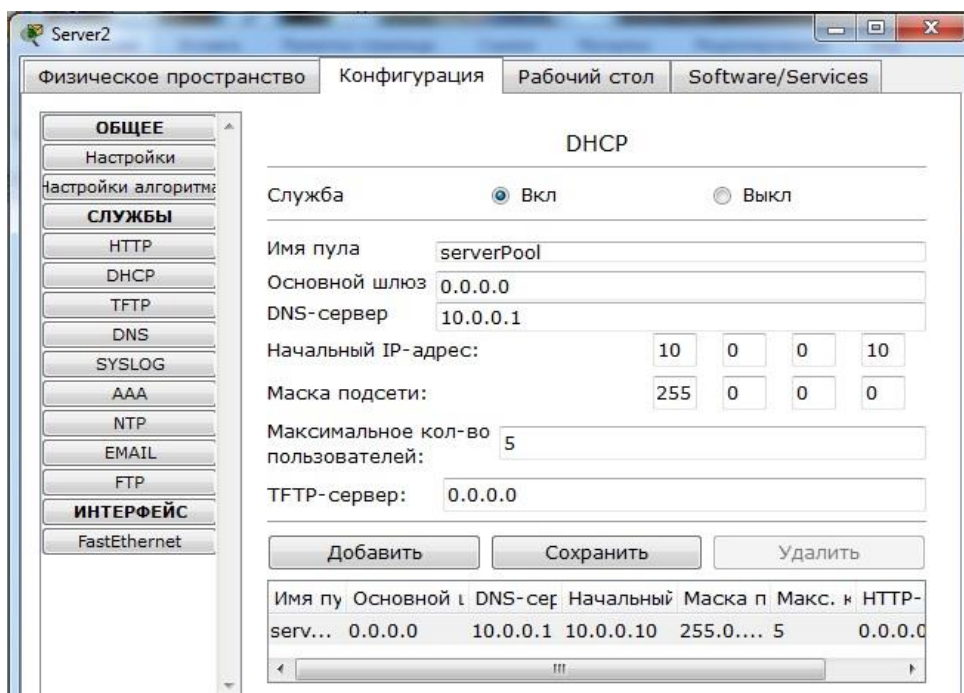 Server2
Физическое пространство Конфигурация Рабочий стол Software/Services
ОБЩЕЕ
Настройки
Настройки алгоритма
СЛУЖБЫ
HTTP
DHCP
TFTP
DNS
SYSLOG
AAA
NTP
EMAIL
FTP
ИНТЕРФЕЙС
FastEthernet
DHCP
Служба Вкл Выкл
Имя пула serverPool
Основной шлюз 0.0.0.0
DNS-сервер 10.0.0.1
Начальный IP-адрес: 10 0 0 10
Маска подсети: 255 0 0 0
Максимальное кол-во
пользователей: 5
TFTP-сервер: 0.0.0.0
Добавить Сохранить Удалить
Имя пу Основной ц DNS-сер Начальный Маска п Макс. к HTTP-
serv... 0.0.0.0 10.0.0.1 10.0.0.10 255.0.... 5 0.0.0.0